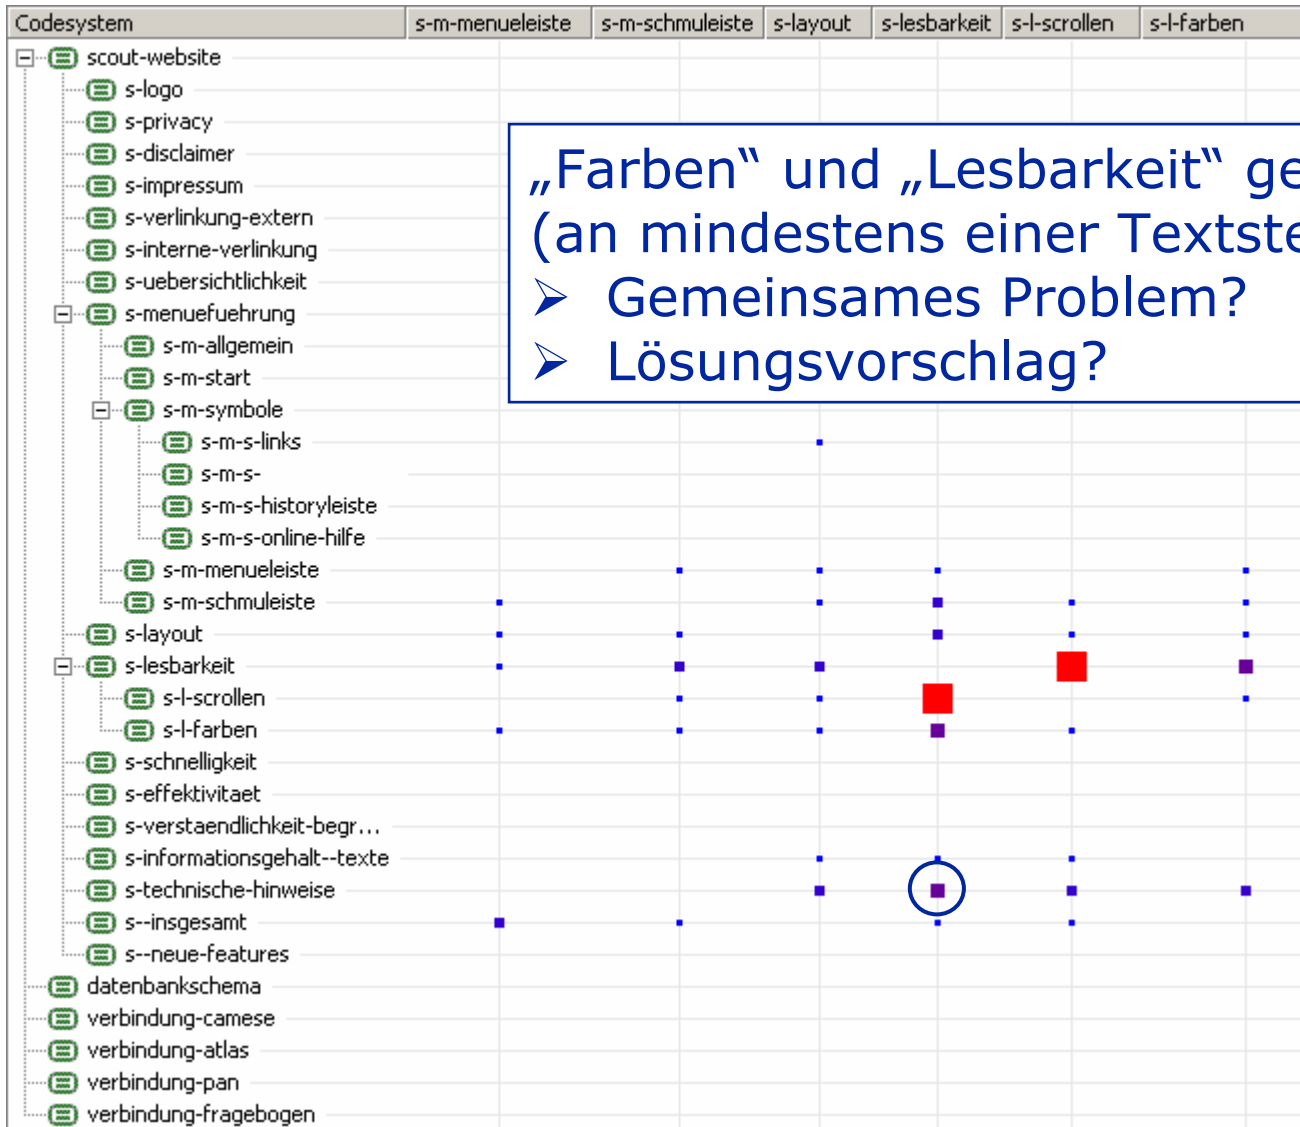 Codesystem s-m-menueleiste s-m-schmuleiste s-layout s-lesbarkeit s-l-scrollen s-l-farben
scout-website
s-logo
s-privacy
s-disclaimer
s-impressum
s-verlinkung-extern
s-interne-verlinkung
s-uebersichtlichkeit
s-menuefuehrung
s-m-allgemein
s-m-start
s-m-symbole
s-m-s-links
s-m-s-
s-m-s-historyleiste
s-m-s-online-hilfe
s-m-menueleiste
s-m-schmuleiste
s-layout
s-lesbarkeit
s-l-scrollen
s-l-farben
s-schnelligkeit
s-effektivitaet
s-verstaendlichkeit-begr...
s-informationsgehalt--texte
s-technische-hinweise
s--insgesamt
s--neue-features
datenbankschema
verbindung-camese
verbindung-atlas
verbindung-pan
verbindung-fragebogen
„Farben“ und „Lesbarkeit“ ge
(an mindestens einer Textste
➢ Gemeinsames Problem?
➢ Lösungsvorschlag?